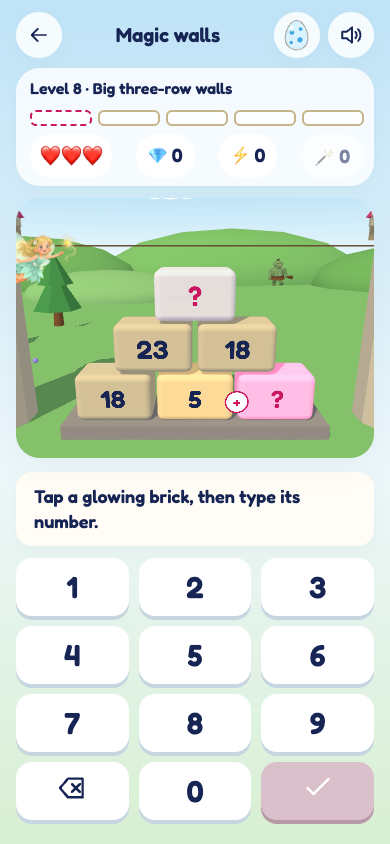 Magic walls
Level 8 · Big three-row walls
0
0
0
?
23 18
18 5 + ?
Tap a glowing brick, then type its
number.
1 2 3
4 5 6
7 8 9
0